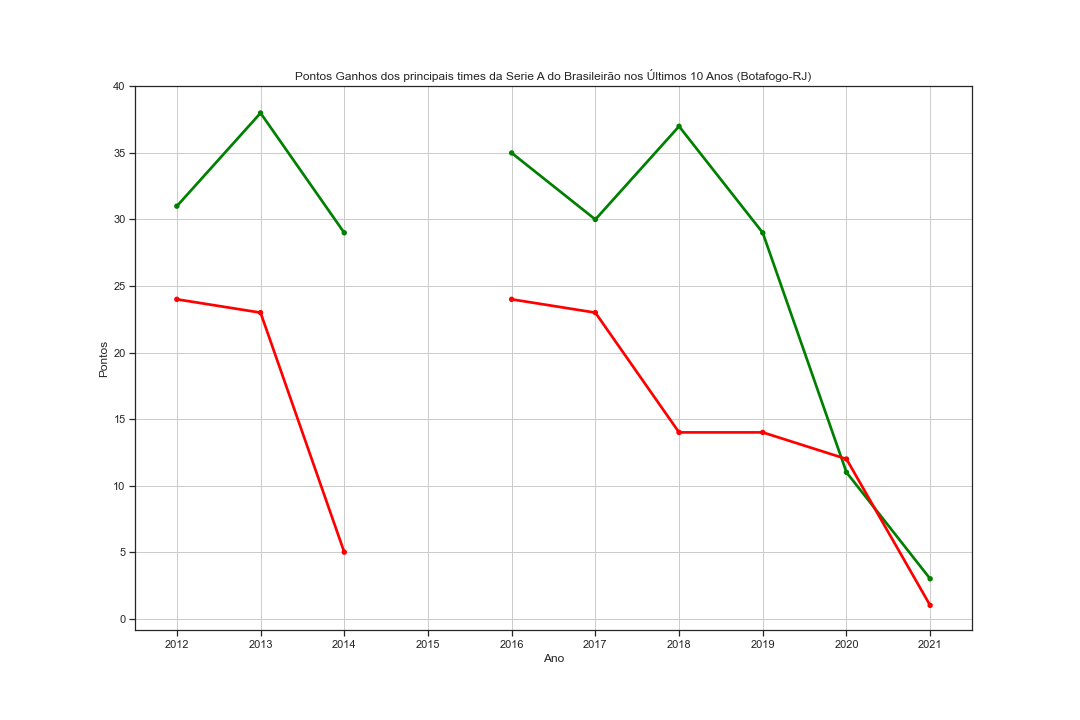 Pontos Ganhos dos principais times da Serie A do Brasileirão nos Últimos 10 Anos (Botafogo-RJ)
40
35
30
25
20
15
10
5
0
Pontos
2012 2013 2014 2015 2016 2017 2018 2019 2020 2021
Ano